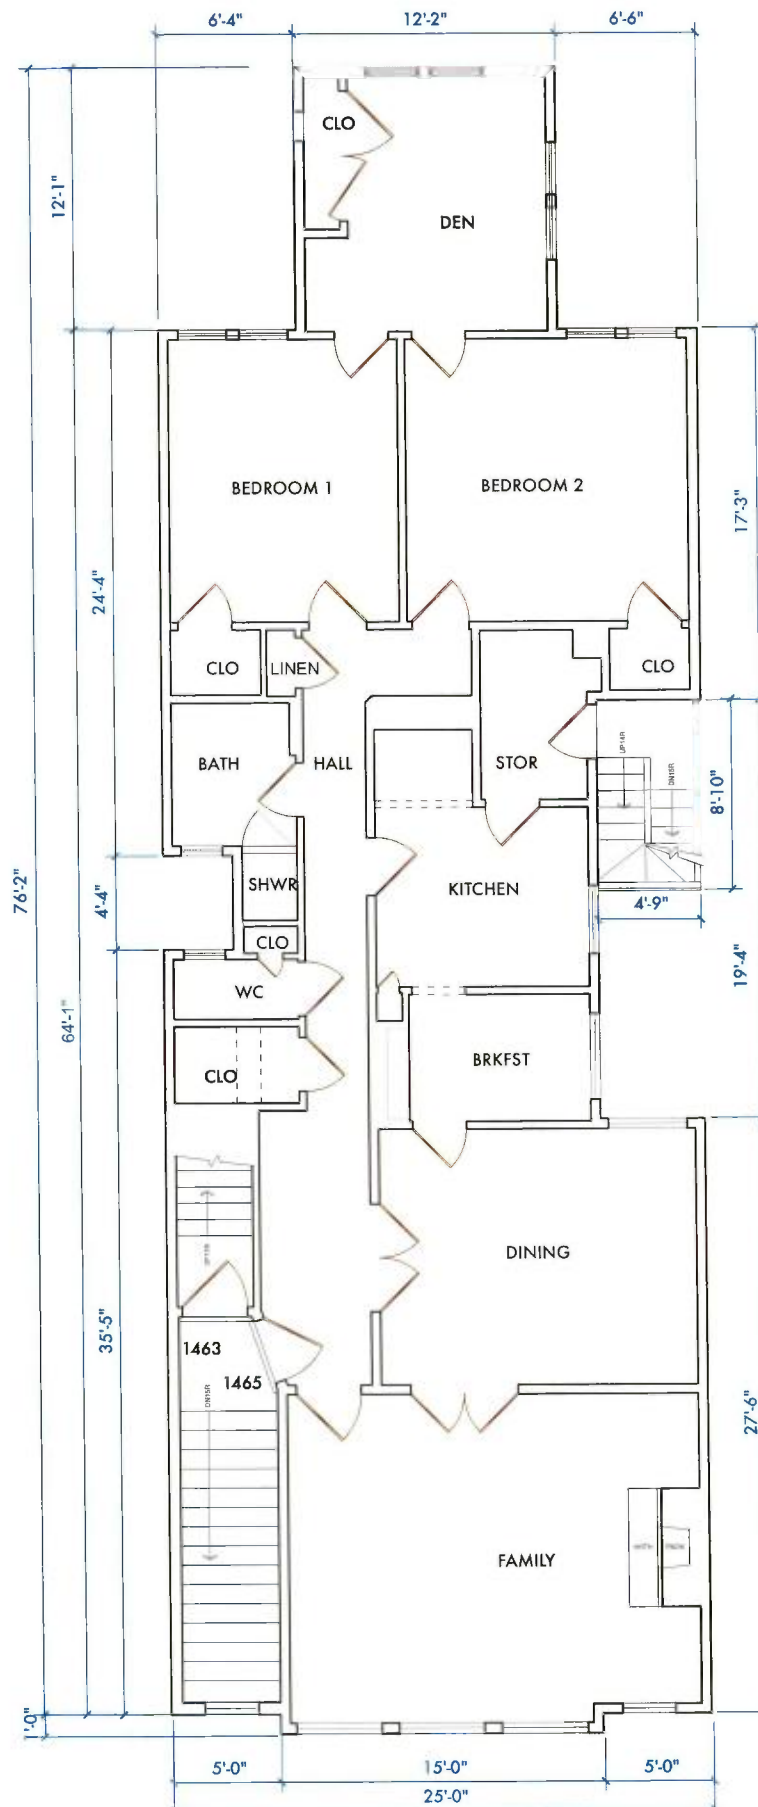 6'-4"
12'-2"
6'-6"
CLO
12'-1"
DEN
BEDROOM 1
BEDROOM 2
17'-3"
24'-4"
CLO
LINEN
CLO
BATH
HALL
STOR
UP14R
DN15R
8'-10"
76'-2"
4'-4"
SHWR
KITCHEN
4'-9"
CLO
19'-4"
WC
64'-1"
CLO
BRKFST
DINING
35'-5"
1463
1465
DN15R
27'-6"
FAMILY
5'-0"
15'-0"
5'-0"
25'-0"